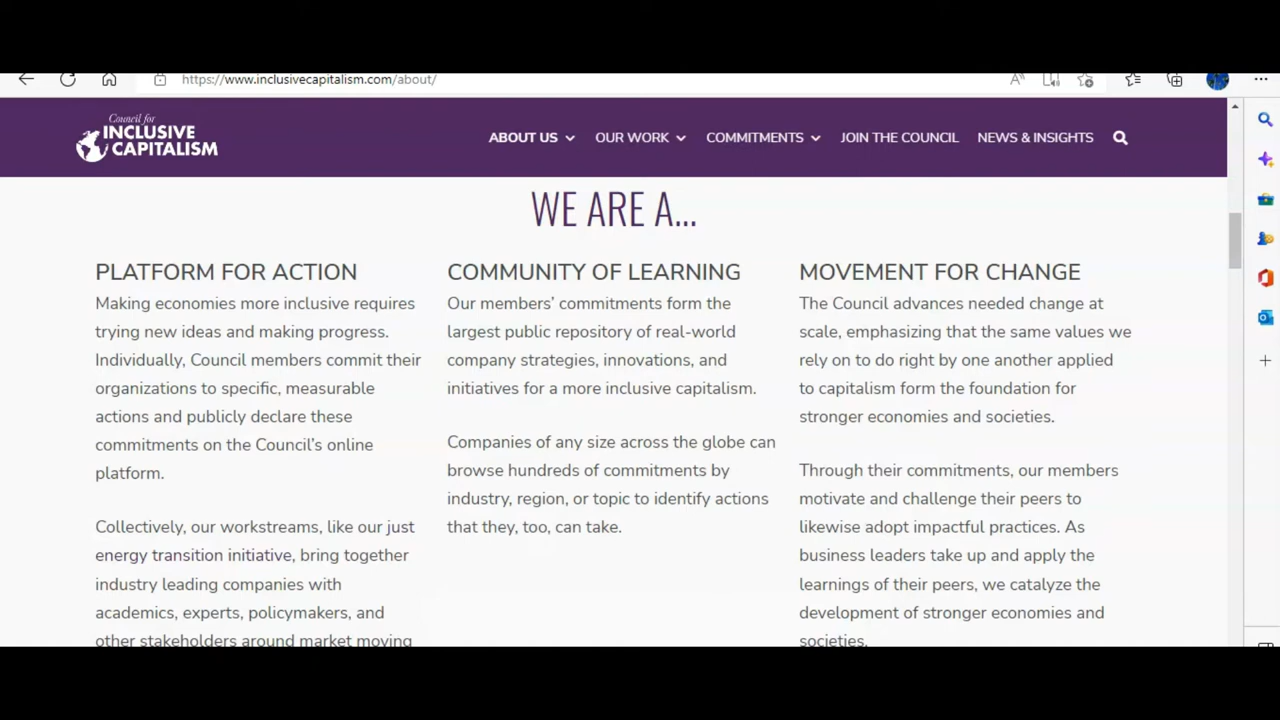 https://www.inclusivecapitalism.com/about/
Council for
INCLUSIVE
CAPITALISM
ABOUT US
OUR WORK
COMMITMENTS
JOIN THE COUNCIL
NEWS & INSIGHTS
WE ARE A...
PLATFORM FOR ACTION
Making economies more inclusive requires
trying new ideas and making progress.
Individually, Council members commit their
organizations to specific, measurable
actions and publicly declare these
commitments on the Council's online
platform.
Collectively, our workstreams, like our just
energy transition initiative, bring together
industry leading companies with
academics, experts, policymakers, and
other stakeholders around market moving
COMMUNITY OF LEARNING
Our members' commitments form the
largest public repository of real-world
company strategies, innovations, and
initiatives for a more inclusive capitalism.
Companies of any size across the globe can
browse hundreds of commitments by
industry, region, or topic to identify actions
that they, too, can take.
MOVEMENT FOR CHANGE
The Council advances needed change at
scale, emphasizing that the same values we
rely on to do right by one another applied
to capitalism form the foundation for
stronger economies and societies.
Through their commitments, our members
motivate and challenge their peers to
likewise adopt impactful practices. As
business leaders take up and apply the
learnings of their peers, we catalyze the
development of stronger economies and
societies.